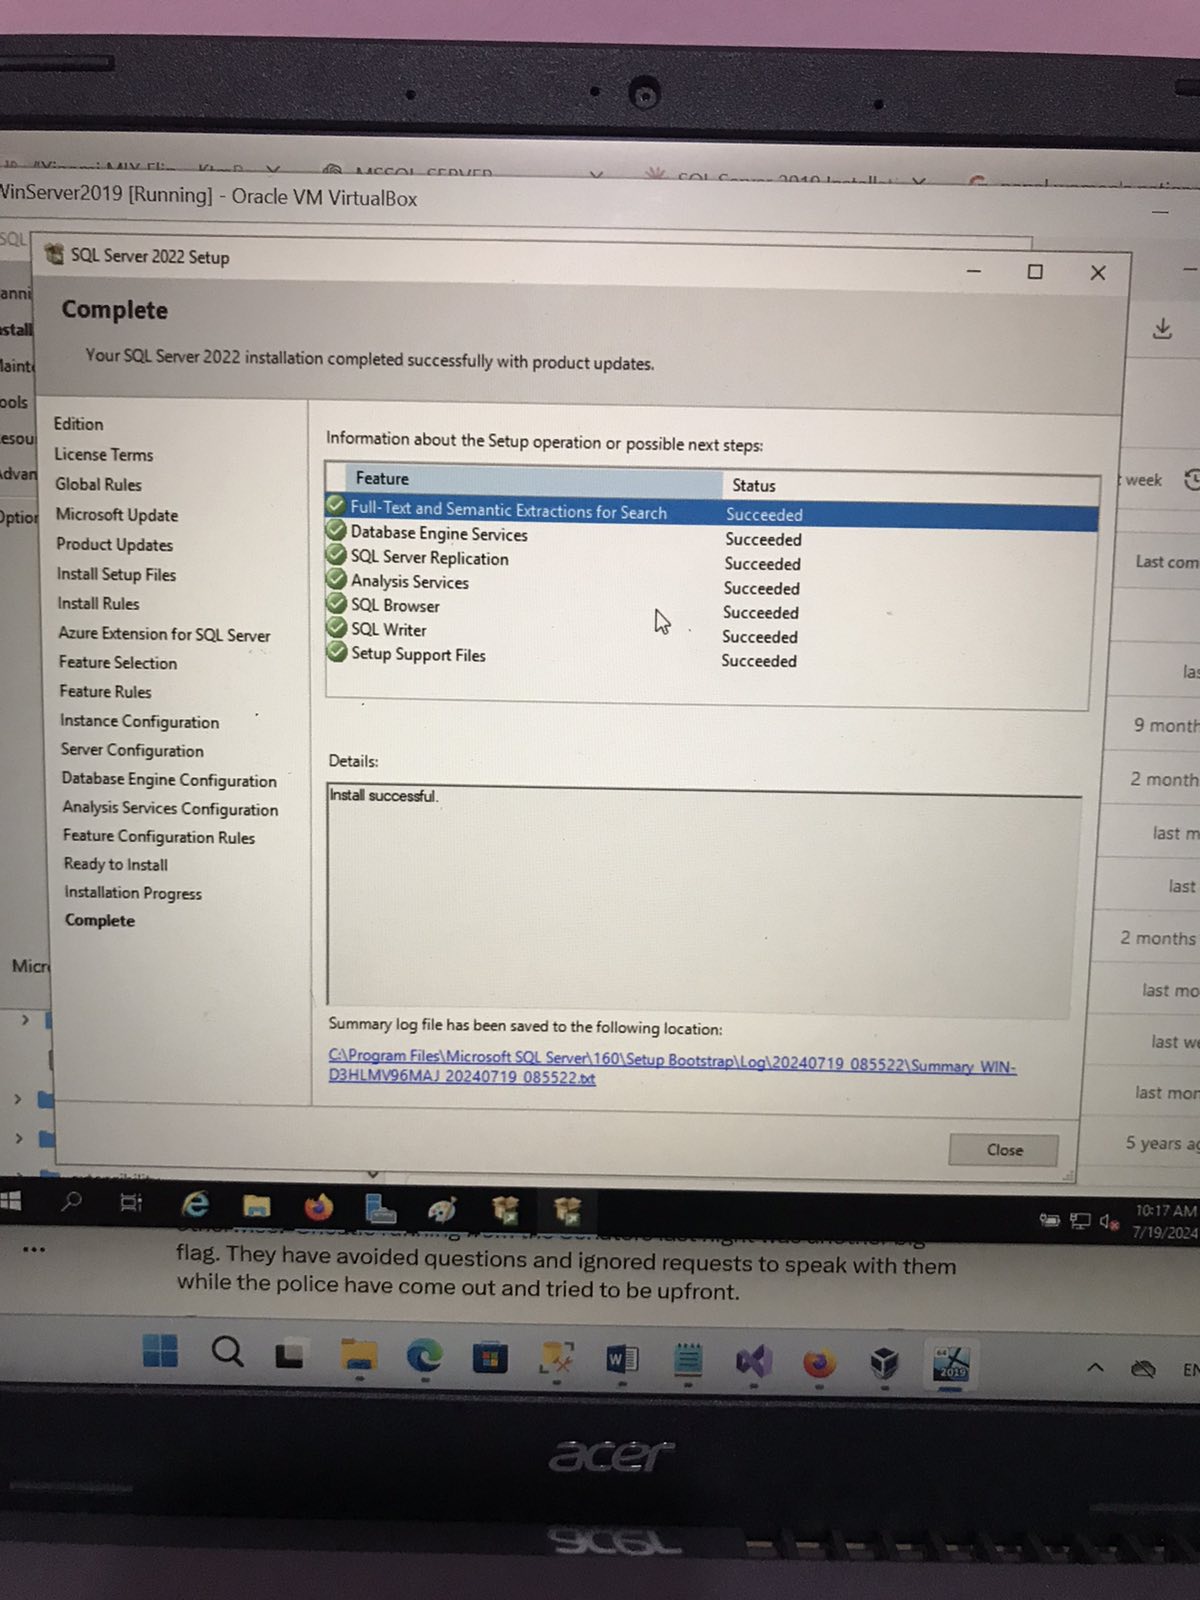 MSSQL SERVER
WinServer2019 [Running] - Oracle VM VirtualBox
SQL
SQL Server 2022 Setup
Complete
Your SQL Server 2022 installation completed successfully with product updates.
Edition
License Terms
Global Rules
Microsoft Update
Product Updates
Install Setup Files
Install Rules
Azure Extension for SQL Server
Feature Selection
Feature Rules
Instance Configuration
Server Configuration
Database Engine Configuration
Analysis Services Configuration
Feature Configuration Rules
Ready to Install
Installation Progress
Complete
Information about the Setup operation or possible next steps:
Feature Status
Full-Text and Semantic Extractions for Search Succeeded
Database Engine Services Succeeded
SQL Server Replication Succeeded
Analysis Services Succeeded
SQL Browser Succeeded
SQL Writer Succeeded
Setup Support Files Succeeded
Details:
Install successful.
Summary log file has been saved to the following location:
C:\Program Files\Microsoft SQL Server\160\Setup Bootstrap\Log\20240719_085522\Summary_WIN-
D3HLMV96MAJ_20240719_085522.txt
Close
week
Last com
las
9 month
2 month
last m
last
2 months
last mo
last we
last mon
5 years ag
Micr
10:17 AM
7/19/2024
flag. They have avoided questions and ignored requests to speak with them
while the police have come out and tried to be upfront.
64
2019
EN
acer